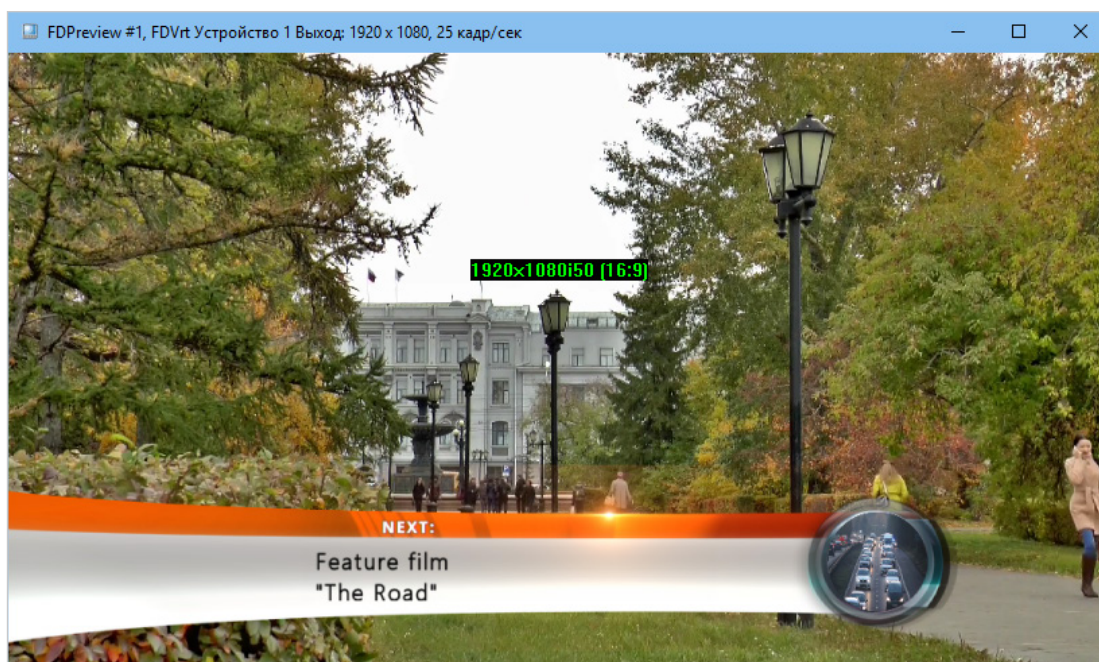 FDPreview #1, FDVrt Устройство 1 Выход: 1920 x 1080, 25 кадр/сек
1920x1080i50 (16:9)
NEXT:
Feature film
"The Road"